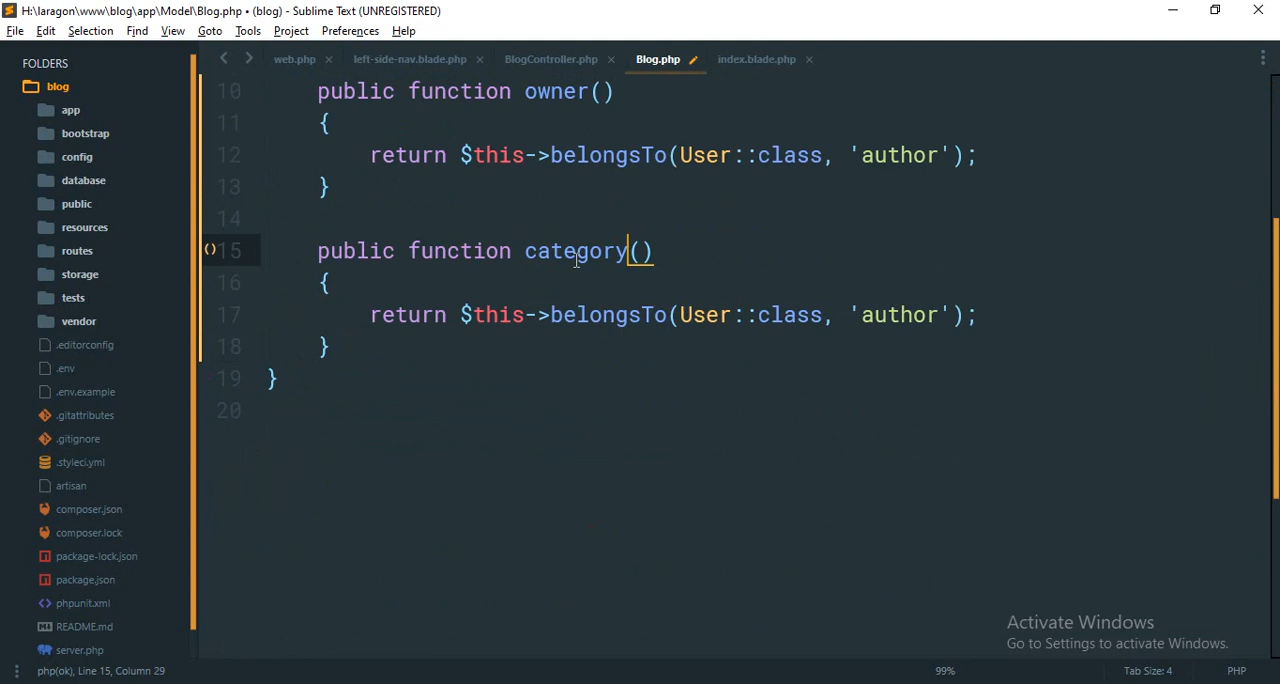 H:\laragon\www\blog\app\Model\Blog.php • (blog) - Sublime Text (UNREGISTERED)
File Edit Selection Find View Goto Tools Project Preferences Help
FOLDERS
blog
app
bootstrap
config
database
public
resources
routes
storage
tests
vendor
.editorconfig
.env
.env.example
.gitattributes
.gitignore
.styleci.yml
artisan
composer.json
composer.lock
package-lock.json
package.json
phpunit.xml
README.md
server.php
web.php left-side-nav.blade.php BlogController.php Blog.php index.blade.php
10 public function owner()
11 {
12 return $this->belongsTo(User::class, 'author');
13 }
14
15 public function category()
16 {
17 return $this->belongsTo(User::class, 'author');
18 }
19 }
20
Activate Windows
Go to Settings to activate Windows.
php(ok), Line 15, Column 29 99% Tab Size: 4 PHP